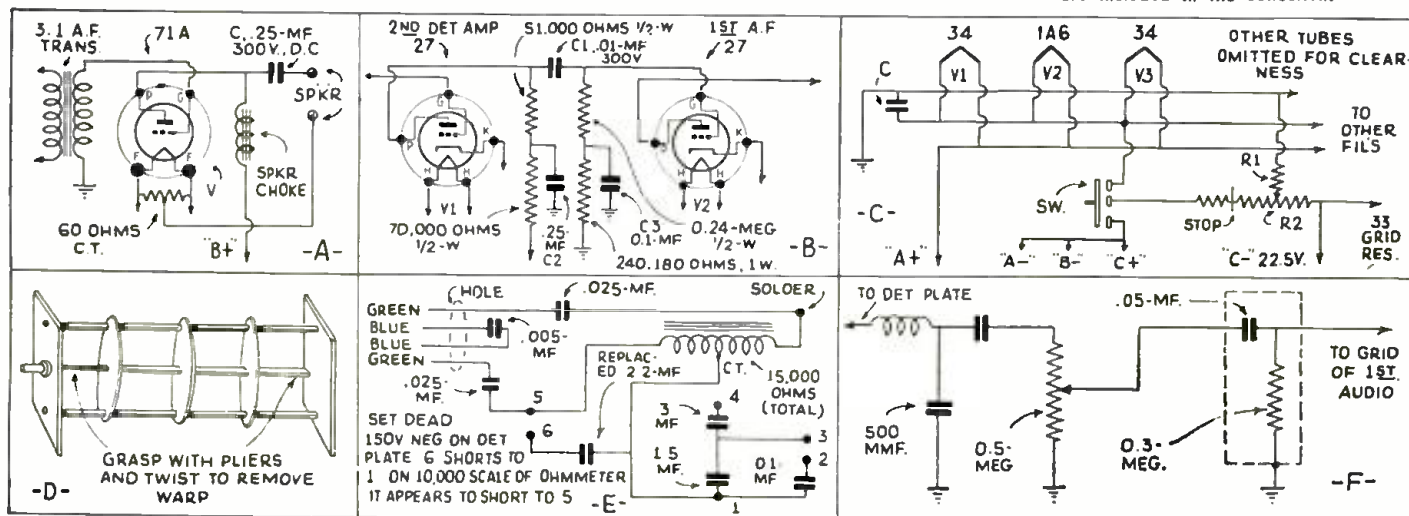 3.1 A.F. TRANS.
71A
C, .25-MF
300V., D.C
P
G
F
F
SPKR
SPKR
CHOKE
V
60 OHMS
C.T.
"B+"
-A-
2ND DET AMP
27
51.000 OHMS 1/2-W
C1,.01-MF
300V
1ST A.F
27
P
G
K
H
H
V1
G
K
H
H
V2
70,000 OHMS
1/2-W
.25-
MF
C2
C3
0.1-MF
0.24-MEG
1/2-W
240.180 OHMS, 1W.
-B-
34
1A6
34
OTHER TUBES
OMITTED FOR CLEAR-
NESS
C
V1
V2
V3
TO
OTHER
FIL'S
R1
SW.
STOP
R2
-C-
"A+"
"A-"
"B-"
"C+"
"C-" 22.5V.
33
GRID
RES.
GRASP WITH PLIERS
AND TWIST TO REMOVE
WARP
-D-
GREEN
BLUE
BLUE
GREEN
HOLE
.025-MF.
.005-
MF
SOLDER
.025-
MF.
REPLAC-
ED 2 2-MF
C.T.
15,000
OHMS
(TOTAL)
5
6
4
3
MF
3
2
1.5
MF.
0.1
MF
1
SET DEAD
150V NEG ON DET
PLATE 6 SHORTS TO
1 ON 10,000 SCALE OF OHMMETER
IT APPEARS TO SHORT TO 5
-E-
TO DET PLATE
.05-MF.
500
MMF.
0.5-
MEG
0.3-
MEG.
TO GRID
OF 1ST.
AUDIO
-F-